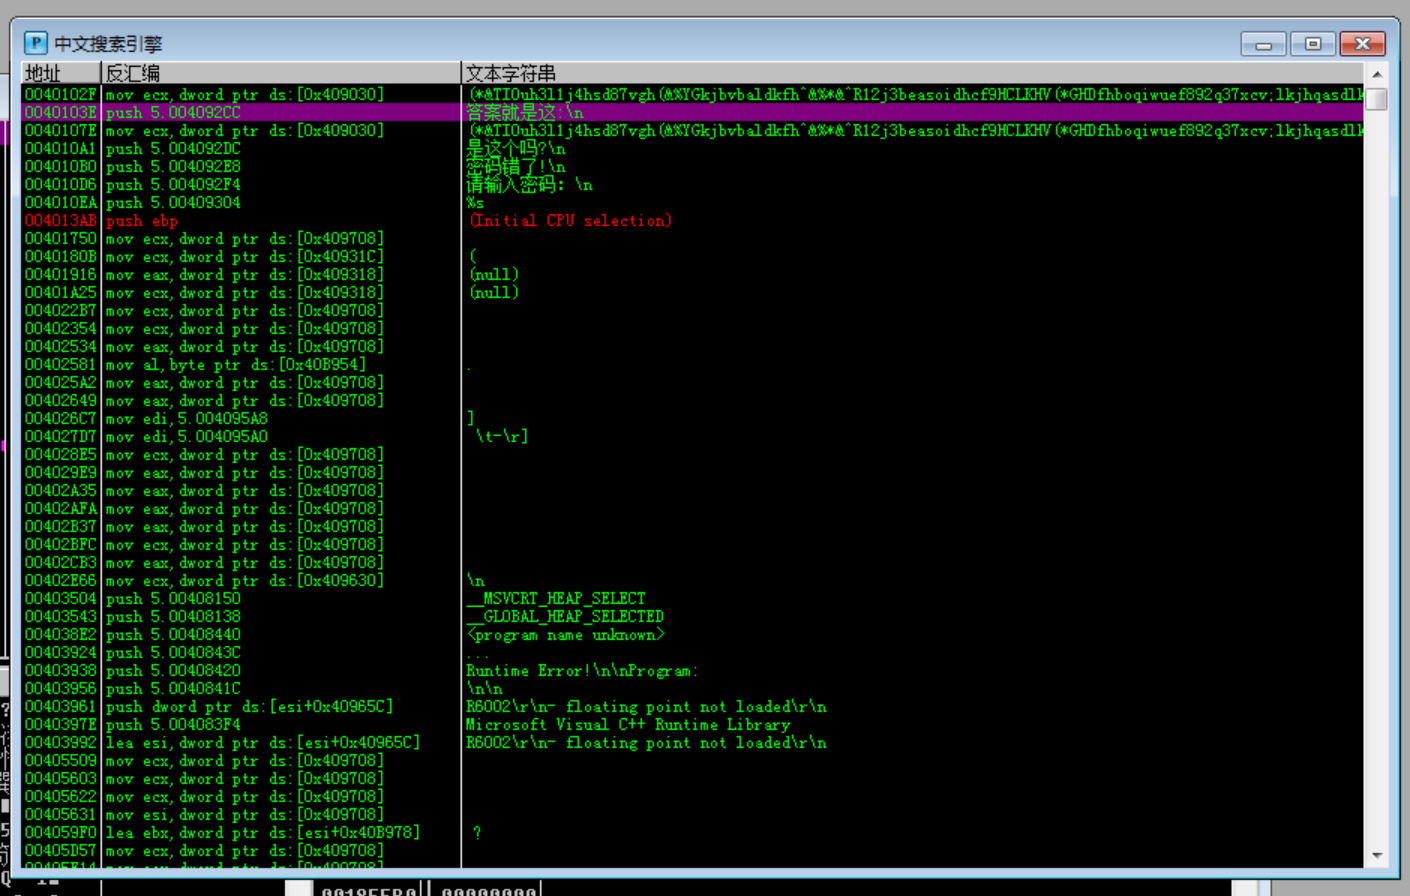 中文搜索引擎
地址 反汇编 文本字符串
0040102F mov ecx,dword ptr ds:[0x409030] (*&TIOuh3l1j4hsd87vgh(&%YGkjbvbaldkfh^&%*&^R12j3beasoidhcf9HCLKHV(*GHDfhboqiwuef892q37xcv;lkjhqasdlk
0040103E push 5.004092CC 答案就是这:\n
0040107E mov ecx,dword ptr ds:[0x409030] (*&TIOuh3l1j4hsd87vgh(&%YGkjbvbaldkfh^&%*&^R12j3beasoidhcf9HCLKHV(*GHDfhboqiwuef892q37xcv;lkjhqasdlk
004010A1 push 5.004092DC 是这个吗?\n
004010B0 push 5.004092E8 密码错了!\n
004010D6 push 5.004092F4 请输入密码: \n
004010EA push 5.00409304 %s
004013AB push ebp (Initial CPU selection)
00401750 mov ecx,dword ptr ds:[0x409708]
0040180B mov ecx,dword ptr ds:[0x40931C] (
00401916 mov eax,dword ptr ds:[0x409318] (null)
00401A25 mov ecx,dword ptr ds:[0x409318] (null)
004022B7 mov ecx,dword ptr ds:[0x409708]
00402354 mov ecx,dword ptr ds:[0x409708]
00402534 mov eax,dword ptr ds:[0x409708]
00402581 mov al,byte ptr ds:[0x40B954] .
004025A2 mov eax,dword ptr ds:[0x409708]
00402649 mov eax,dword ptr ds:[0x409708]
004026C7 mov edi,5.004095A8 ]
004027D7 mov edi,5.004095A0 \t-\r]
004028E5 mov ecx,dword ptr ds:[0x409708]
004029E9 mov eax,dword ptr ds:[0x409708]
00402A35 mov eax,dword ptr ds:[0x409708]
00402AFA mov eax,dword ptr ds:[0x409708]
00402B37 mov eax,dword ptr ds:[0x409708]
00402BFC mov ecx,dword ptr ds:[0x409708]
00402CB3 mov eax,dword ptr ds:[0x409708]
00402E66 mov ecx,dword ptr ds:[0x409630] \n
00403504 push 5.00408150 __MSVCRT_HEAP_SELECT
00403543 push 5.00408138 __GLOBAL_HEAP_SELECTED
004038E2 push 5.00408440 <program name unknown>
00403924 push 5.0040843C ...
00403938 push 5.00408420 Runtime Error!\n\nProgram:
00403956 push 5.0040841C \n\n
00403961 push dword ptr ds:[esi+0x40965C] R6002\r\n- floating point not loaded\r\n
0040397E push 5.004083F4 Microsoft Visual C++ Runtime Library
00403992 lea esi,dword ptr ds:[esi+0x40965C] R6002\r\n- floating point not loaded\r\n
00405509 mov ecx,dword ptr ds:[0x409708]
00405603 mov ecx,dword ptr ds:[0x409708]
00405622 mov ecx,dword ptr ds:[0x409708]
00405631 mov esi,dword ptr ds:[0x409708]
004059F0 lea ebx,dword ptr ds:[esi+0x40B978] ?
00405D57 mov ecx,dword ptr ds:[0x409708]